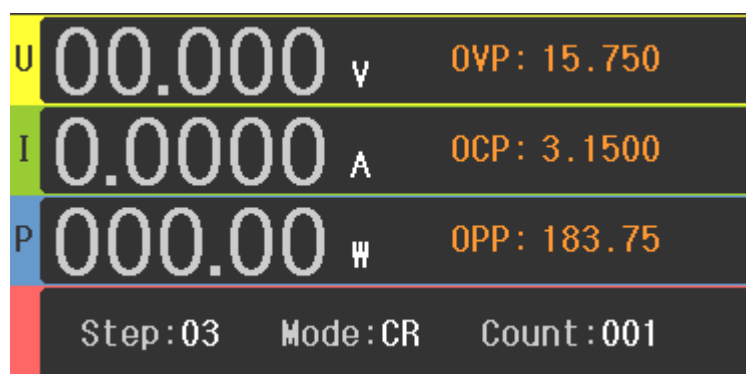 U 00.000 V OVP: 15.750
I 0.0000 A OCP: 3.1500
P 000.00 W OPP: 183.75
Step:03 Mode:CR Count:001